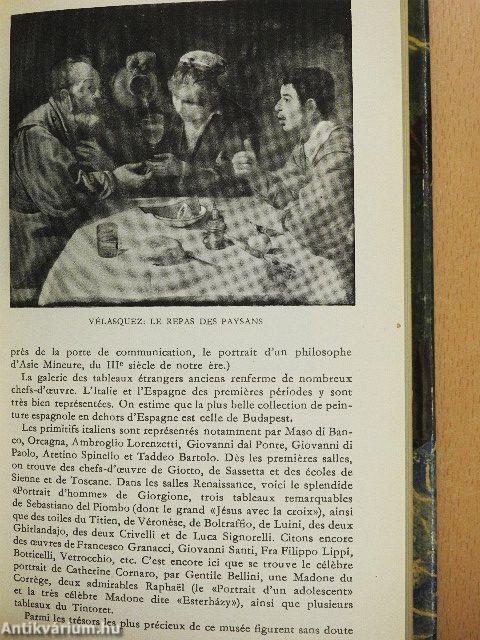 VÉLASQUEZ: LE REPAS DES PAYSANS
près de la porte de communication, le portrait d'un philosophe
d'Asie Mineure, du IIIe siècle de notre ère.)
La galerie des tableaux étrangers anciens renferme de nombreux
chefs-d'œuvre. L'Italie et l'Espagne des premières périodes y sont
très bien représentées. On estime que la plus belle collection de pein-
ture espagnole en dehors d'Espagne est celle de Budapest.
Les primitifs italiens sont représentés notamment par Maso di Ban-
co, Orcagna, Ambroglio Lorenzetti, Giovanni dal Ponte, Giovanni di
Paolo, Aretino Spinello et Taddeo Bartolo. Dès les premières salles,
on trouve des chefs-d'œuvre de Giotto, de Sassetta et des écoles de
Sienne et de Toscane. Dans les salles Renaissance, voici le splendide
«Portrait d'homme» de Giorgione, trois tableaux remarquables
de Sebastiano del Piombo (dont le grand «Jésus avec la croix»), ainsi
que des toiles du Titien, de Véronèse, de Boltraffio, de Luini, des deux
Ghirlandajo, des deux Crivelli et de Luca Signorelli. Citons encore
des œuvres de Francesco Granacci, Giovanni Santi, Fra Filippo Lippi,
Botticelli, Verrocchio, etc. C'est encore ici que se trouve le célèbre
portrait de Catherine Cornaro, par Gentile Bellini, une Madone du
Corrège, deux admirables Raphaël (le «Portrait d'un adolescent»
et la très célèbre Madone dite «Esterházy»), ainsi que plusieurs
tableaux du Tintoret.
Parmi les trésors les plus précieux de ce musée figurent sans doute
Antikvarium.hu